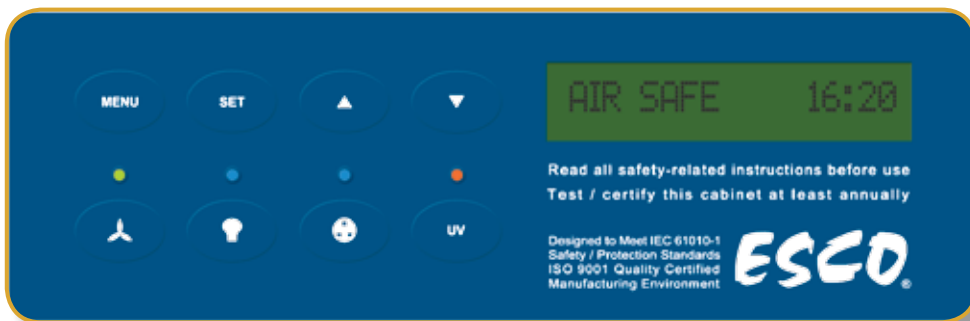 MENU SET ▲ ▼
AIR SAFE 16:20
Read all safety-related instructions before use
Test / certify this cabinet at least annually
UV
Designed to Meet IEC 61010-1
Safety / Protection Standards
ISO 9001 Quality Certified
Manufacturing Environment
ESCO®